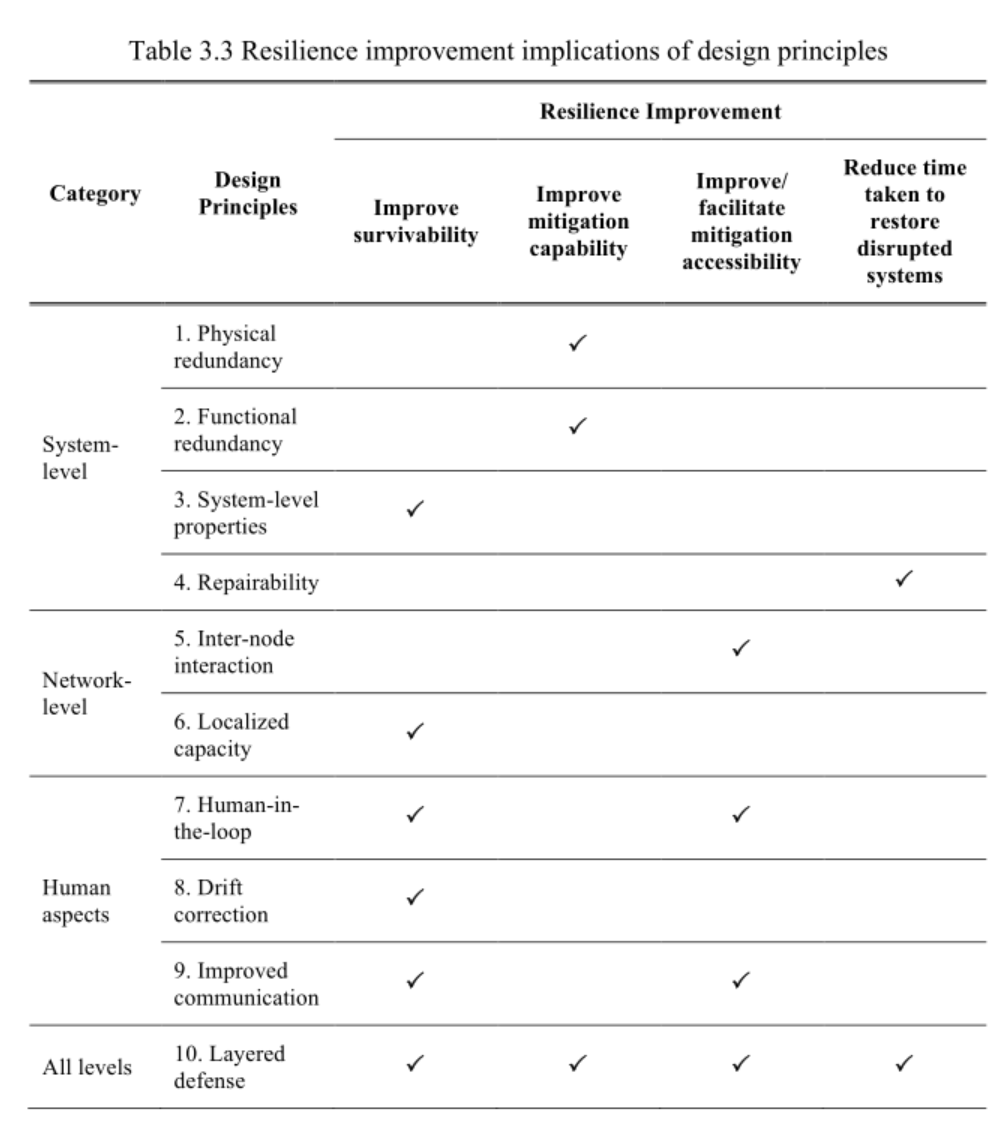 Table 3.3 Resilience improvement implications of design principles
Resilience Improvement
Category
Design
Principles
Improve
survivability
Improve
mitigation
capability
Improve/
facilitate
mitigation
accessibility
Reduce time
taken to
restore
disrupted
systems
System-
level
1. Physical
redundancy
✓
2. Functional
redundancy
✓
3. System-level
properties
✓
4. Repairability
✓
Network-
level
5. Inter-node
interaction
✓
6. Localized
capacity
✓
Human
aspects
7. Human-in-
the-loop
✓ ✓
8. Drift
correction
✓
9. Improved
communication
✓ ✓
All levels
10. Layered
defense
✓ ✓ ✓ ✓